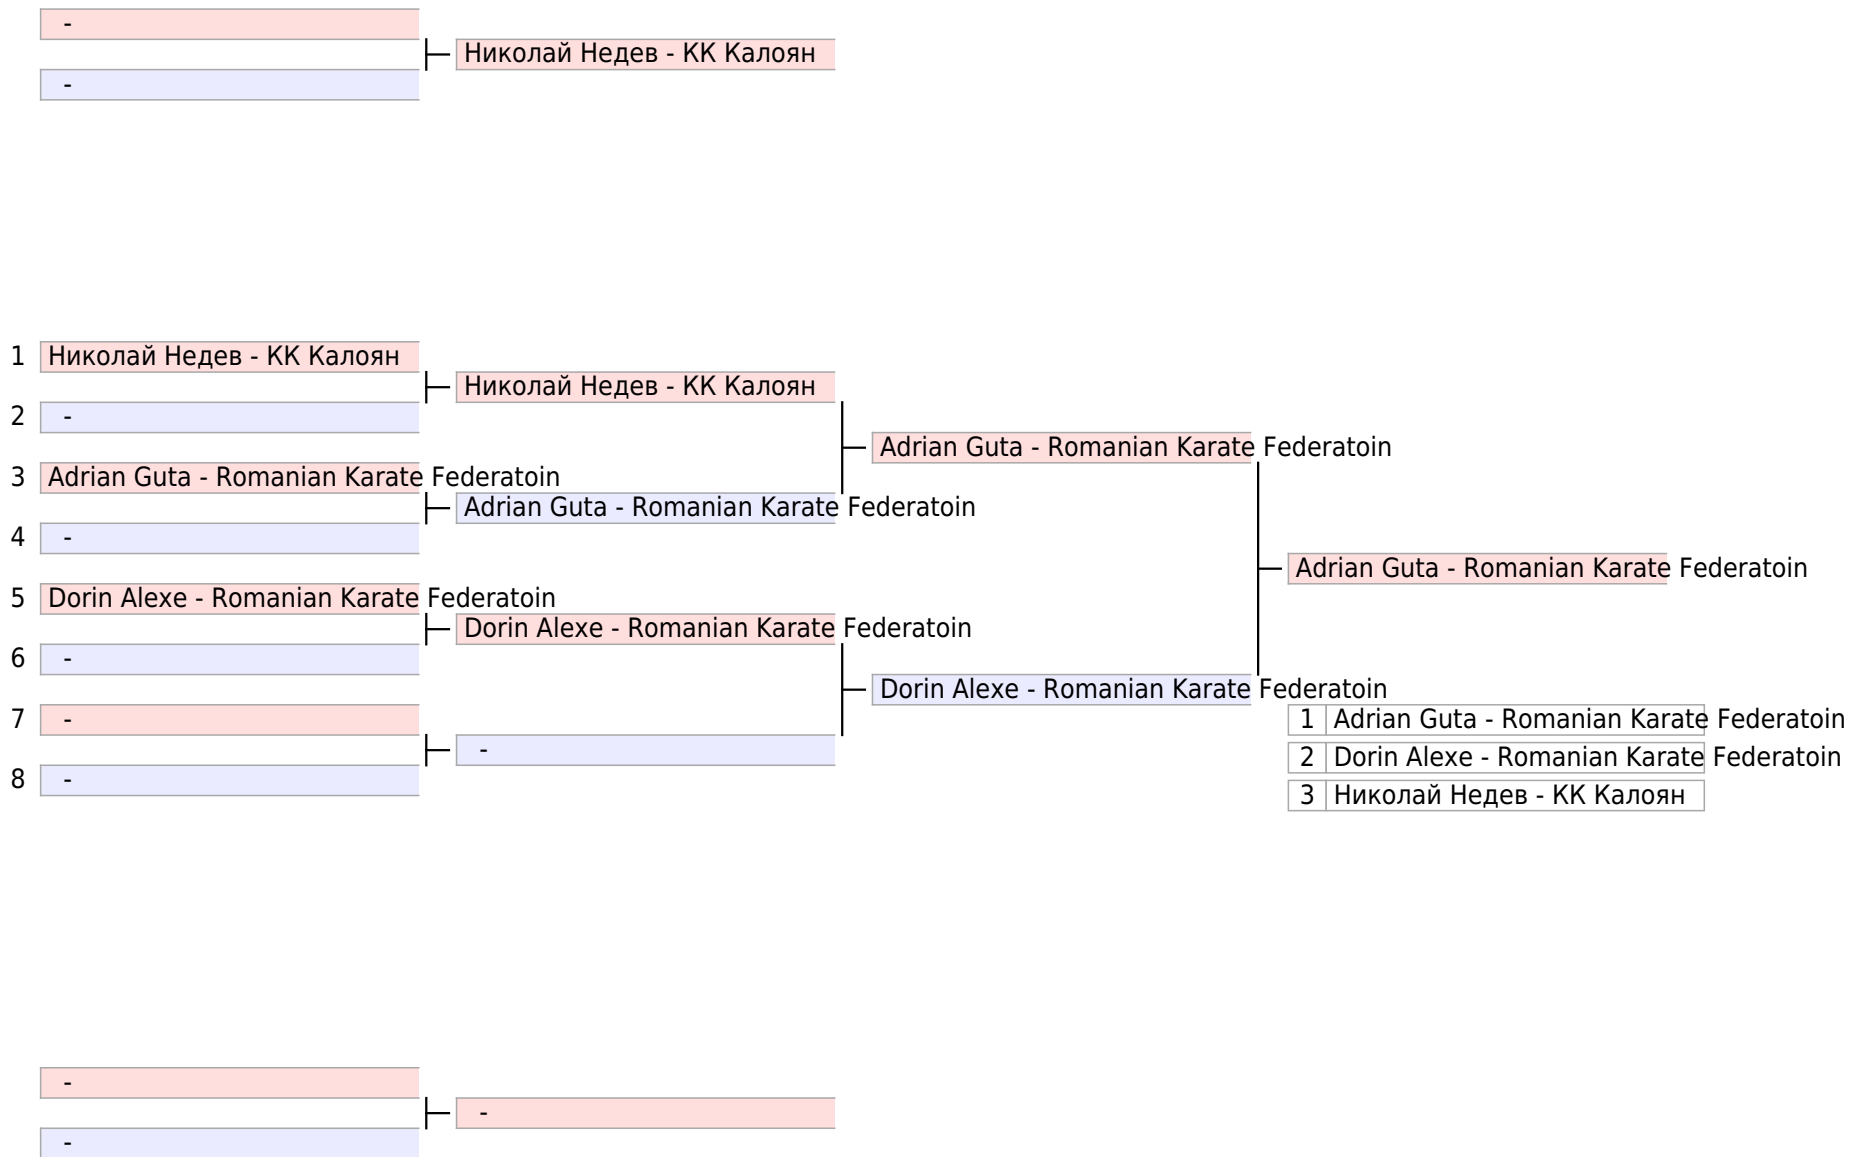 -
Николай Недев - КК Калоян
-
1 Николай Недев - КК Калоян
Николай Недев - КК Калоян
2 -
Adrian Guta - Romanian Karate Federatoin
3 Adrian Guta - Romanian Karate Federatoin
Adrian Guta - Romanian Karate Federatoin
4 -
Adrian Guta - Romanian Karate Federatoin
5 Dorin Alexe - Romanian Karate Federatoin
Dorin Alexe - Romanian Karate Federatoin
6 -
Dorin Alexe - Romanian Karate Federatoin
7 -
1 Adrian Guta - Romanian Karate Federatoin
-
2 Dorin Alexe - Romanian Karate Federatoin
8 -
3 Николай Недев - КК Калоян
-
-
-